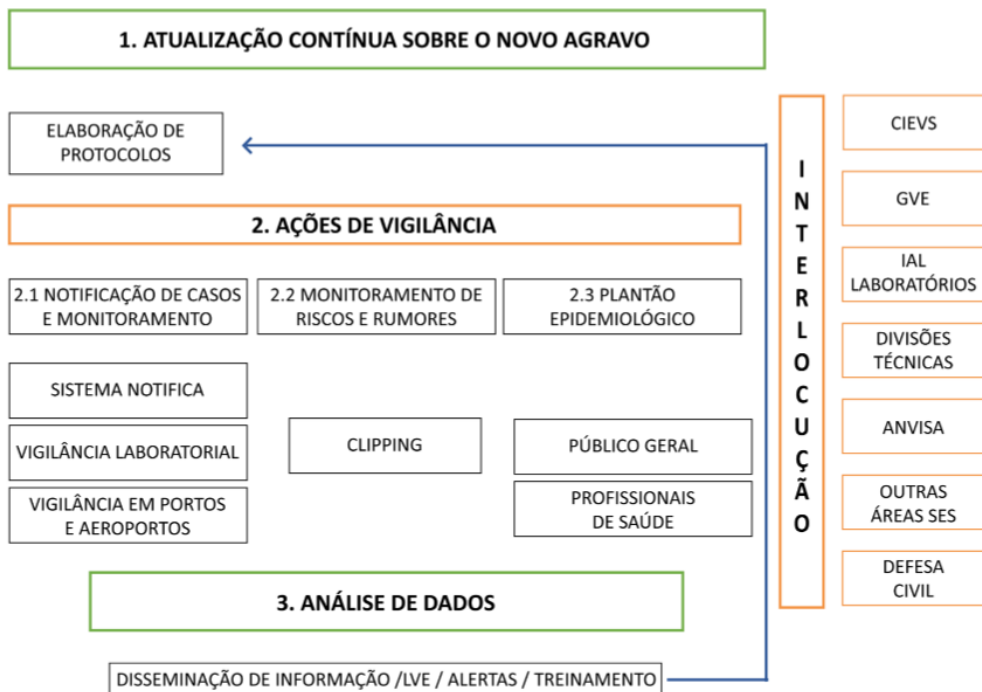 1. ATUALIZAÇÃO CONTÍNUA SOBRE O NOVO AGRAVO
ELABORAÇÃO DE
PROTOCOLOS
2. AÇÕES DE VIGILÂNCIA
2.1 NOTIFICAÇÃO DE CASOS
E MONITORAMENTO
2.2 MONITORAMENTO DE
RISCOS E RUMORES
2.3 PLANTÃO
EPIDEMIOLÓGICO
SISTEMA NOTIFICA
VIGILÂNCIA LABORATORIAL
VIGILÂNCIA EM PORTOS
E AEROPORTOS
CLIPPING
PÚBLICO GERAL
PROFISSIONAIS
DE SAÚDE
3. ANÁLISE DE DADOS
DISSEMINAÇÃO DE INFORMAÇÃO /LVE / ALERTAS / TREINAMENTO
INTERLOCUÇÃO
CIEVS
GVE
IAL
LABORATÓRIOS
DIVISÕES
TÉCNICAS
ANVISA
OUTRAS
ÁREAS SES
DEFESA
CIVIL